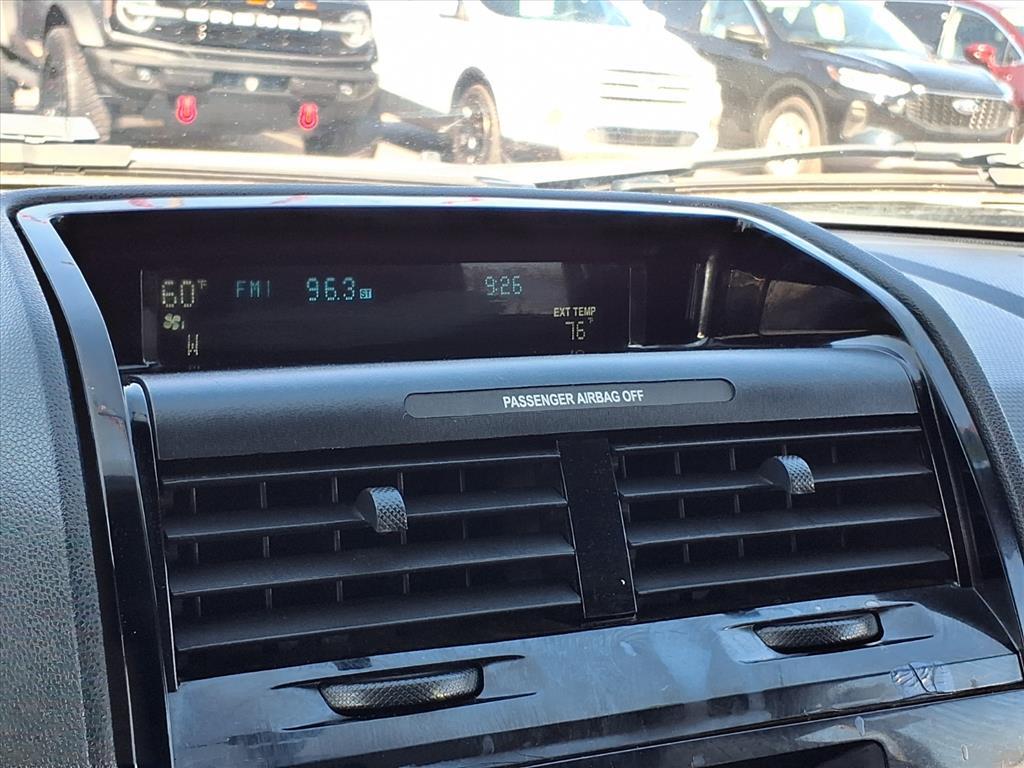 60°F FM1 96.3 ST 9:26
EXT TEMP
W 76°F
PASSENGER AIRBAG OFF